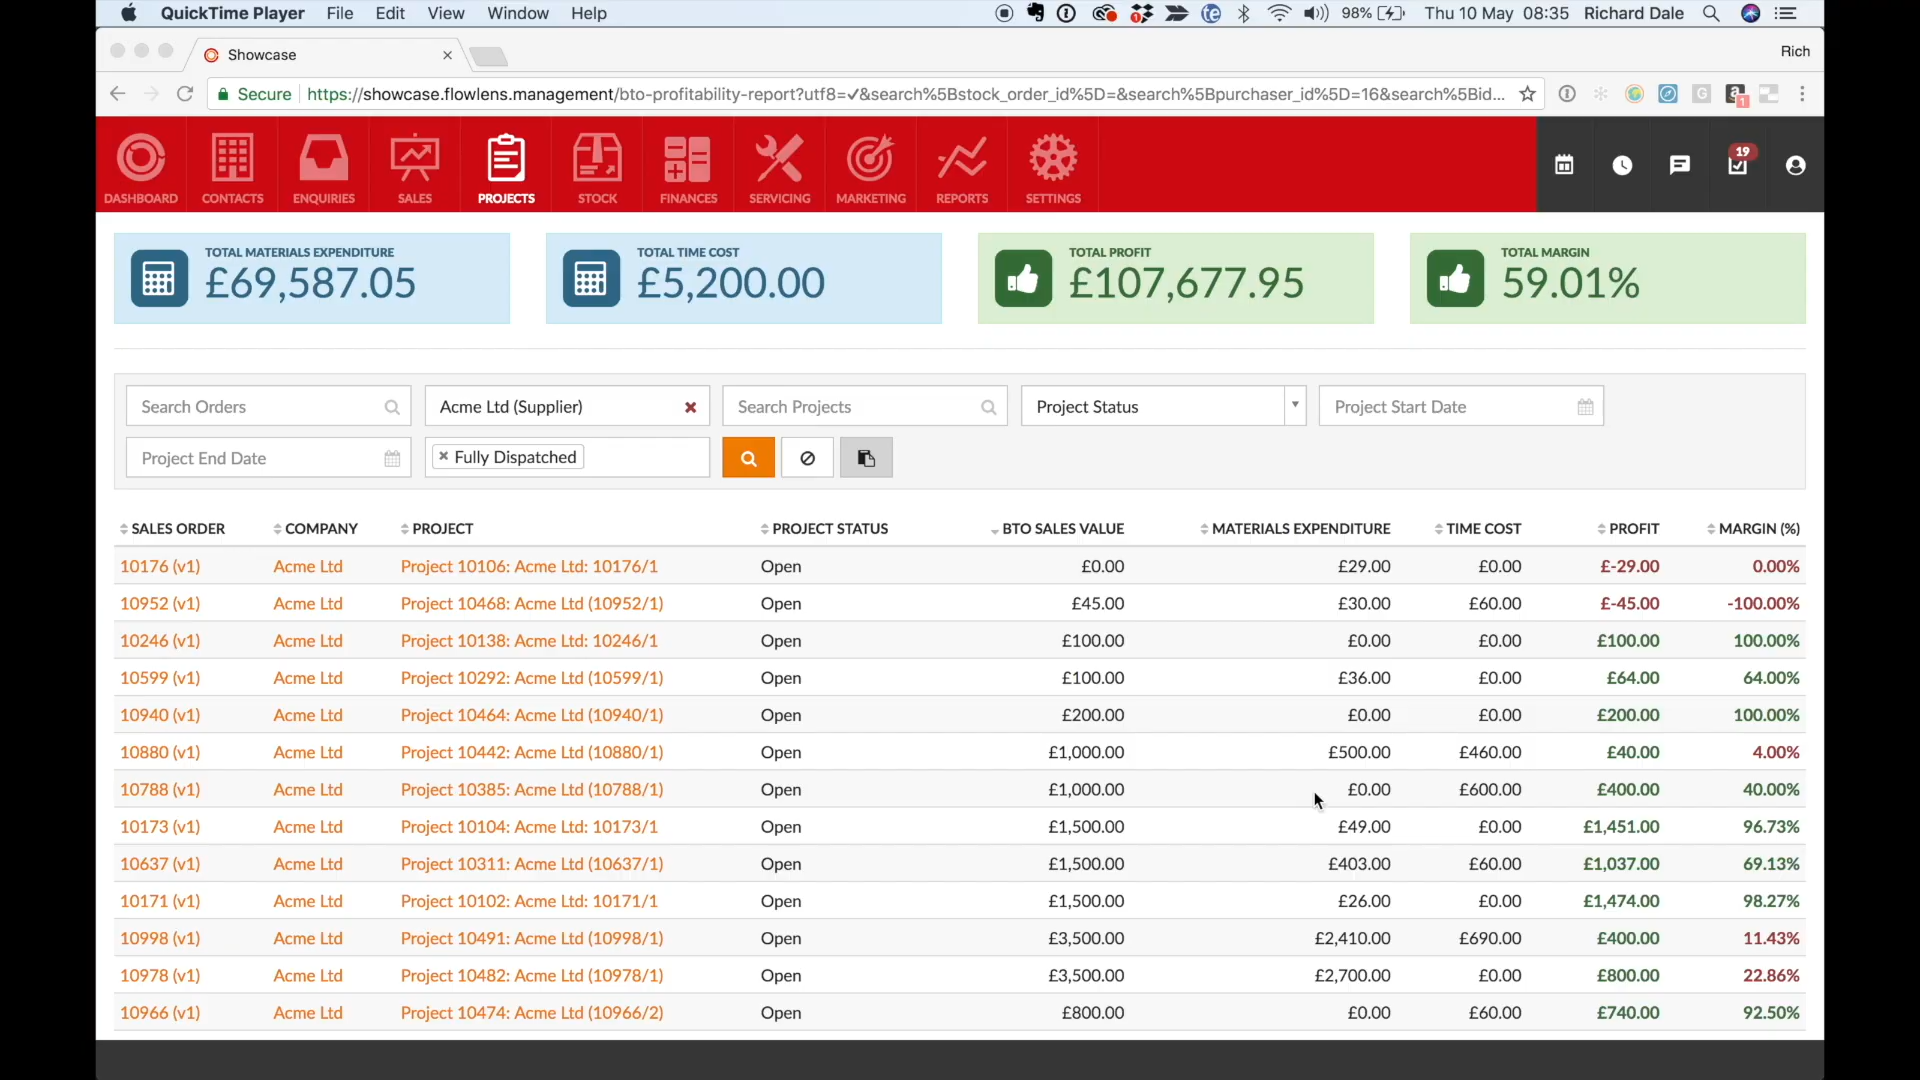 QuickTime Player File Edit View Window Help 1 98% Thu 10 May 08:35 Richard Dale
Showcase × Rich
Secure https://showcase.flowlens.management/bto-profitability-report?utf8=✓&search%5Bstock_order_id%5D=&search%5Bpurchaser_id%5D=16&search%5Bid... G a 1
DASHBOARD CONTACTS ENQUIRIES SALES PROJECTS STOCK FINANCES SERVICING MARKETING REPORTS SETTINGS 19
TOTAL MATERIALS EXPENDITURE
£69,587.05
TOTAL TIME COST
£5,200.00
TOTAL PROFIT
£107,677.95
TOTAL MARGIN
59.01%
Search Orders Acme Ltd (Supplier) Search Projects Project Status Project Start Date
Project End Date × Fully Dispatched
SALES ORDER COMPANY PROJECT PROJECT STATUS BTO SALES VALUE MATERIALS EXPENDITURE TIME COST PROFIT MARGIN (%)
10176 (v1) Acme Ltd Project 10106: Acme Ltd: 10176/1 Open £0.00 £29.00 £0.00 £-29.00 0.00%
10952 (v1) Acme Ltd Project 10468: Acme Ltd (10952/1) Open £45.00 £30.00 £60.00 £-45.00 -100.00%
10246 (v1) Acme Ltd Project 10138: Acme Ltd: 10246/1 Open £100.00 £0.00 £0.00 £100.00 100.00%
10599 (v1) Acme Ltd Project 10292: Acme Ltd (10599/1) Open £100.00 £36.00 £0.00 £64.00 64.00%
10940 (v1) Acme Ltd Project 10464: Acme Ltd (10940/1) Open £200.00 £0.00 £0.00 £200.00 100.00%
10880 (v1) Acme Ltd Project 10442: Acme Ltd (10880/1) Open £1,000.00 £500.00 £460.00 £40.00 4.00%
10788 (v1) Acme Ltd Project 10385: Acme Ltd (10788/1) Open £1,000.00 £0.00 £600.00 £400.00 40.00%
10173 (v1) Acme Ltd Project 10104: Acme Ltd: 10173/1 Open £1,500.00 £49.00 £0.00 £1,451.00 96.73%
10637 (v1) Acme Ltd Project 10311: Acme Ltd (10637/1) Open £1,500.00 £403.00 £60.00 £1,037.00 69.13%
10171 (v1) Acme Ltd Project 10102: Acme Ltd: 10171/1 Open £1,500.00 £26.00 £0.00 £1,474.00 98.27%
10998 (v1) Acme Ltd Project 10491: Acme Ltd (10998/1) Open £3,500.00 £2,410.00 £690.00 £400.00 11.43%
10978 (v1) Acme Ltd Project 10482: Acme Ltd (10978/1) Open £3,500.00 £2,700.00 £0.00 £800.00 22.86%
10966 (v1) Acme Ltd Project 10474: Acme Ltd (10966/2) Open £800.00 £0.00 £60.00 £740.00 92.50%